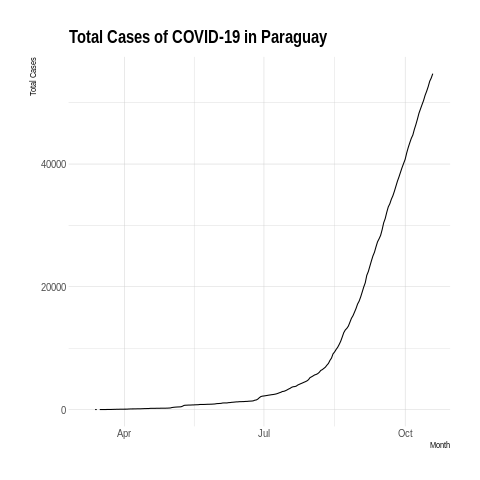 Total Cases of COVID-19 in Paraguay
Total Cases
40000
20000
0
Apr Jul Oct
Month